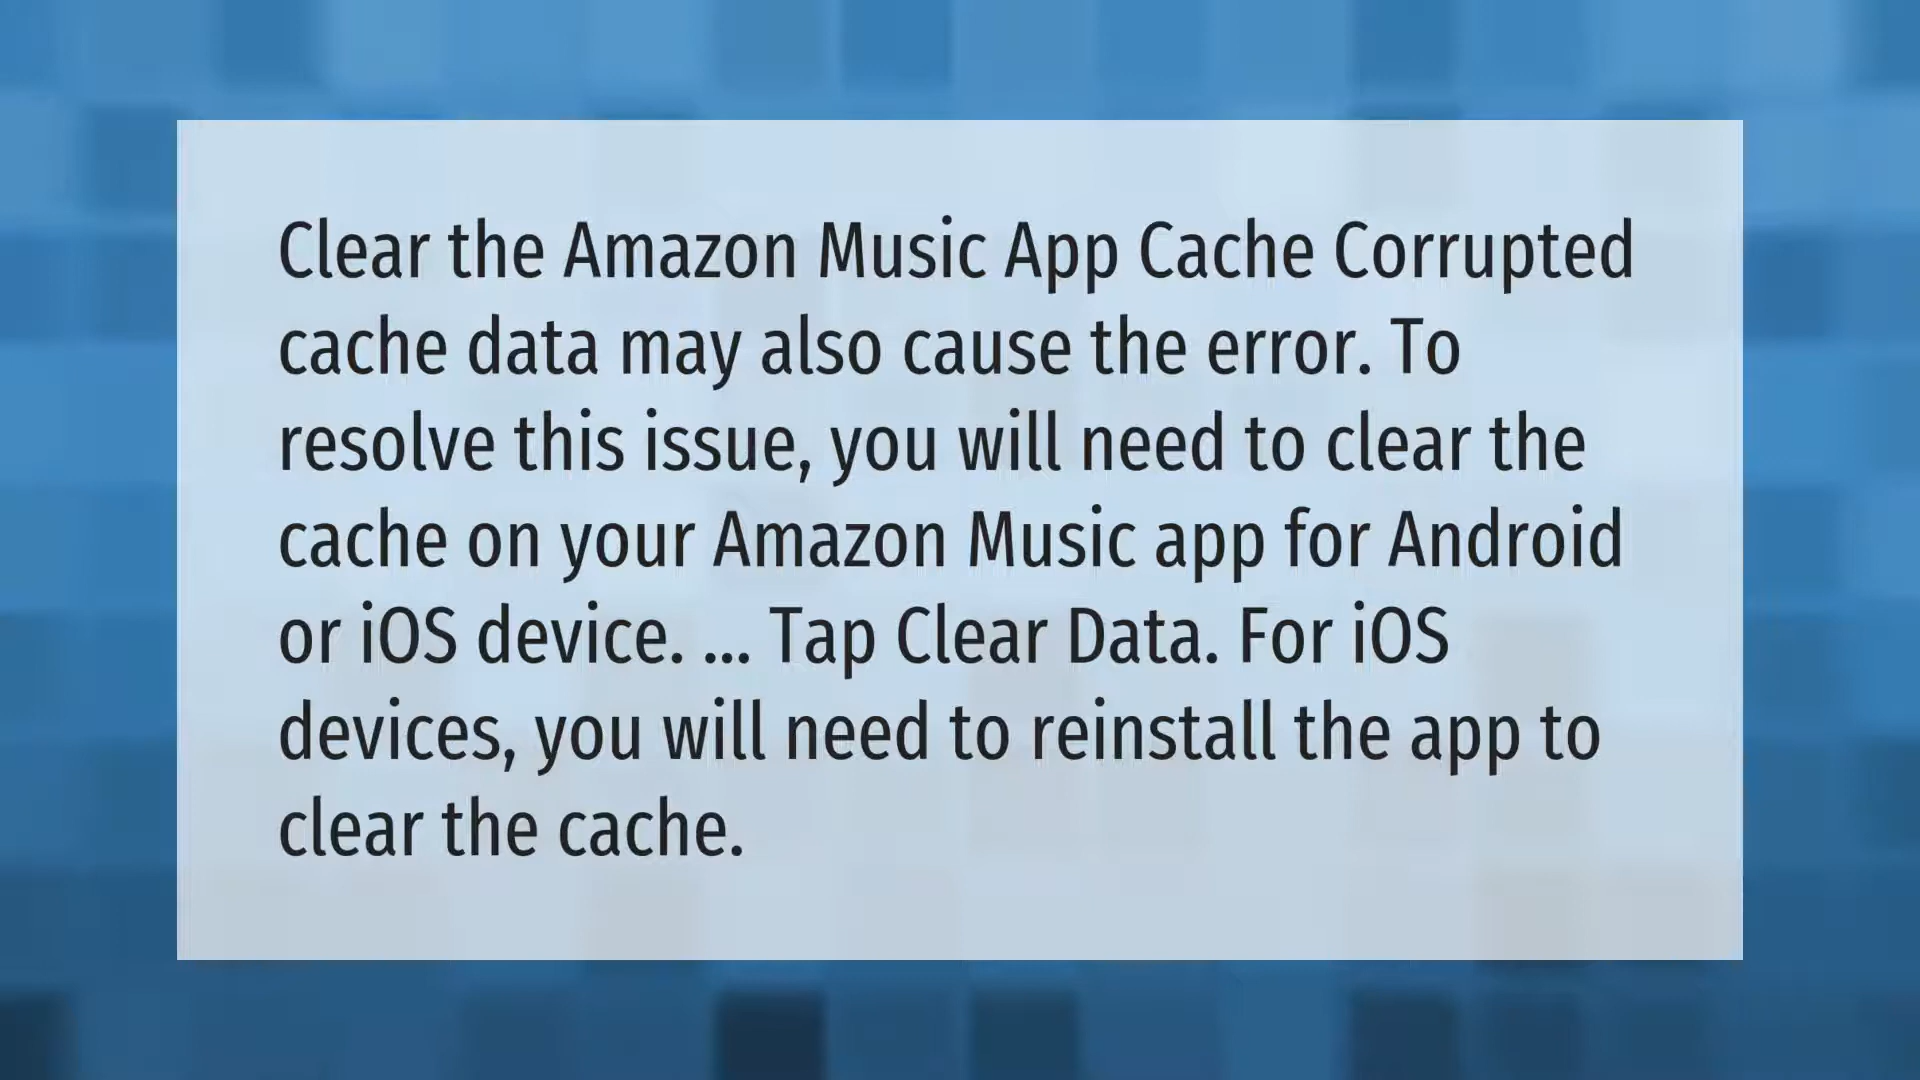 Clear the Amazon Music App Cache Corrupted
cache data may also cause the error. To
resolve this issue, you will need to clear the
cache on your Amazon Music app for Android
or iOS device. ... Tap Clear Data. For iOS
devices, you will need to reinstall the app to
clear the cache.